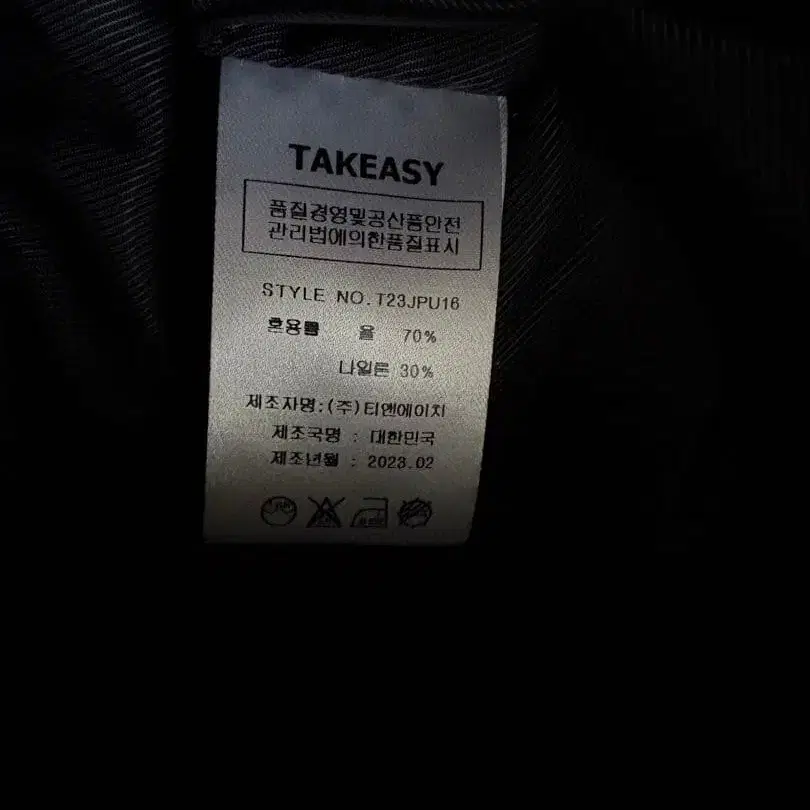 TAKEASY
품질경영및공산품안전
관리법에의한품질표시
STYLE NO.T23JPU16
혼용률 울 70%
나일론 30%
제조자명:(주)티앤에이치
제조국명 : 대한민국
제조년월 : 2023.02